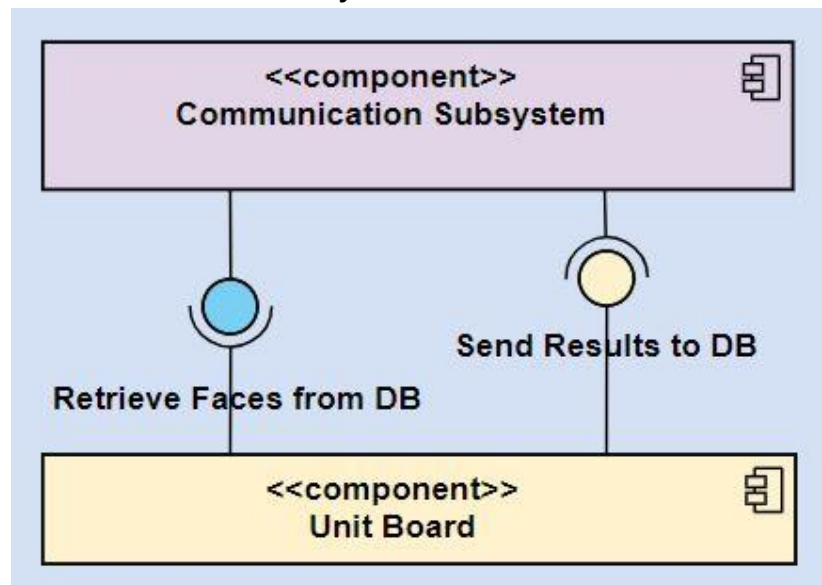 <<component>>
Communication Subsystem
Send Results to DB
Retrieve Faces from DB
<<component>>
Unit Board